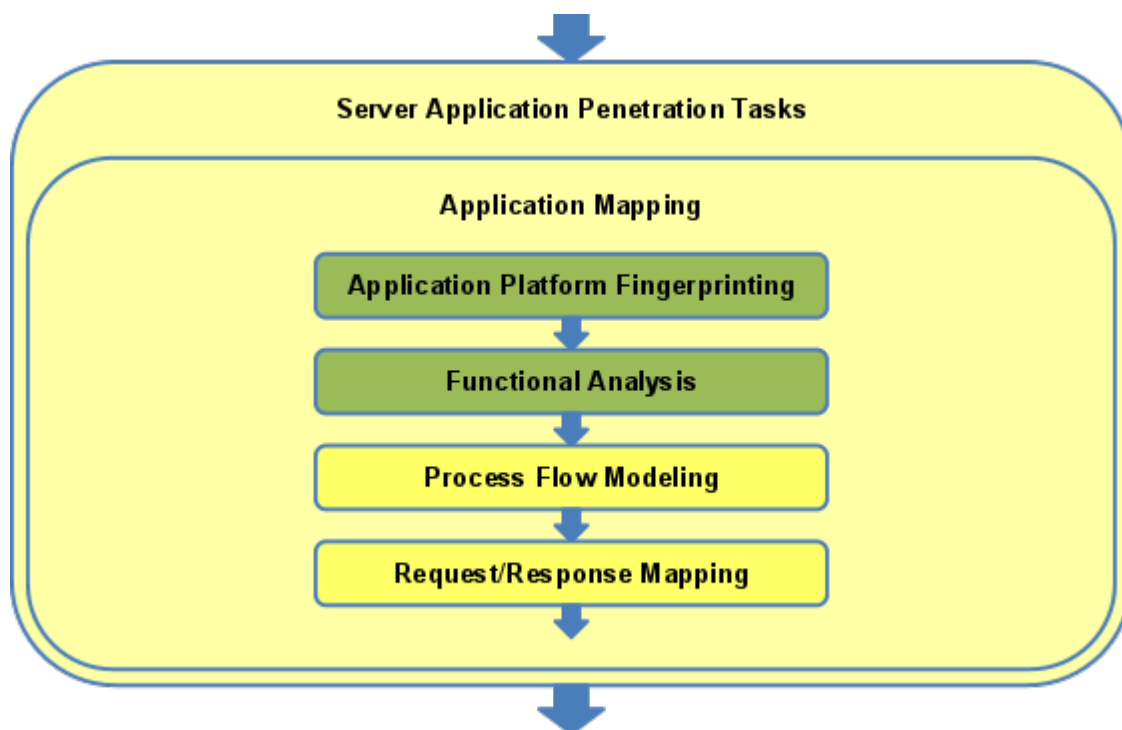 Server Application Penetration Tasks
Application Mapping
Application Platform Fingerprinting
Functional Analysis
Process Flow Modeling
Request/Response Mapping